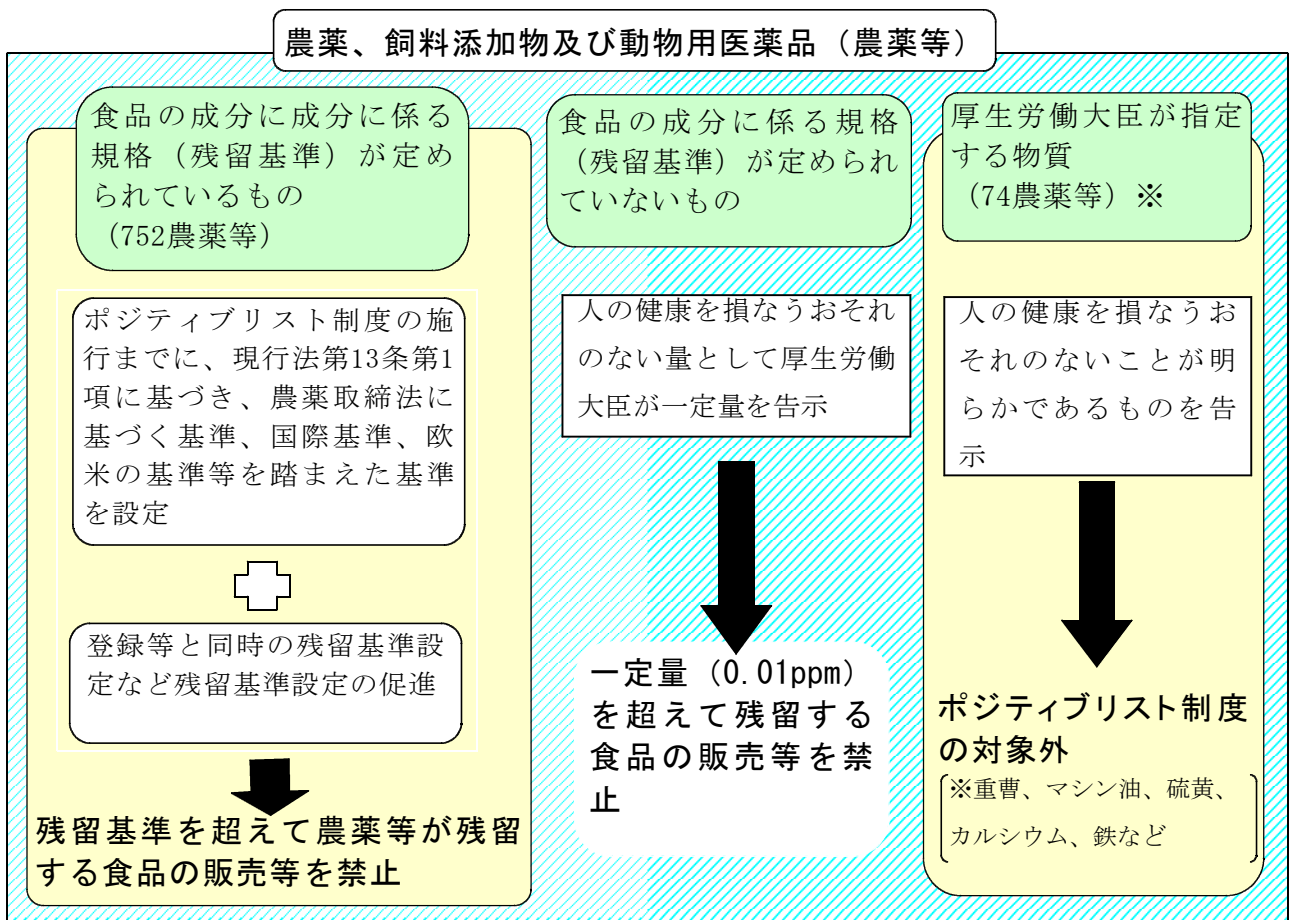 農薬、飼料添加物及び動物用医薬品（農薬等）
食品の成分に成分に係る
規格（残留基準）が定め
られているもの
（752農薬等）
ポジティブリスト制度の施
行までに、現行法第13条第1
項に基づき、農薬取締法に
基づく基準、国際基準、欧
米の基準等を踏まえた基準
を設定
登録等と同時の残留基準設
定など残留基準設定の促進
残留基準を超えて農薬等が残留
する食品の販売等を禁止
食品の成分に係る規格
（残留基準）が定められ
ていないもの
人の健康を損なうおそれ
のない量として厚生労働
大臣が一定量を告示
一定量（0.01ppm）
を超えて残留する
食品の販売等を禁
止
厚生労働大臣が指定
する物質
（74農薬等）※
人の健康を損なうお
それのないことが明
らかであるものを告
示
ポジティブリスト制度
の対象外
※重曹、マシン油、硫黄、
カルシウム、鉄など